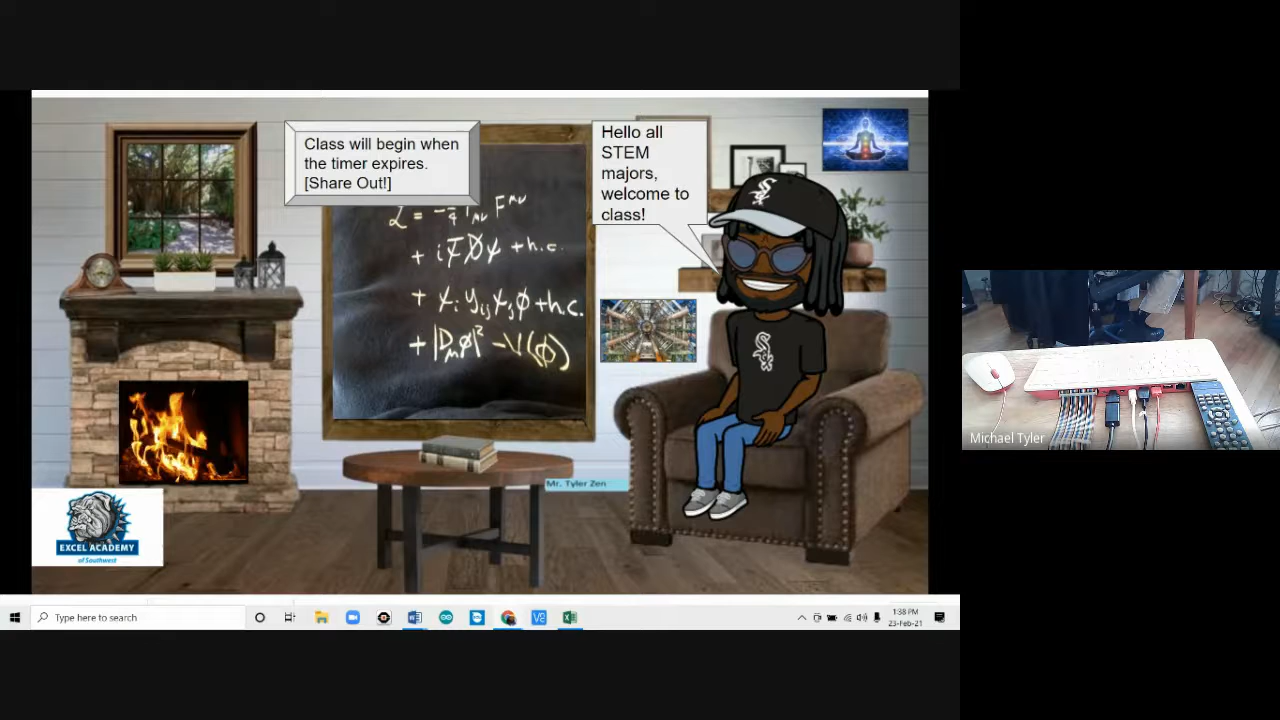 Class will begin when
the timer expires.
[Share Out!]
Hello all
STEM
majors,
welcome to
class!
+ h.c.
+ h.c.
Mr. Tyler Zen
EXCEL ACADEMY
of Southwest
Michael Tyler
Type here to search
1:38 PM
23-Feb-21